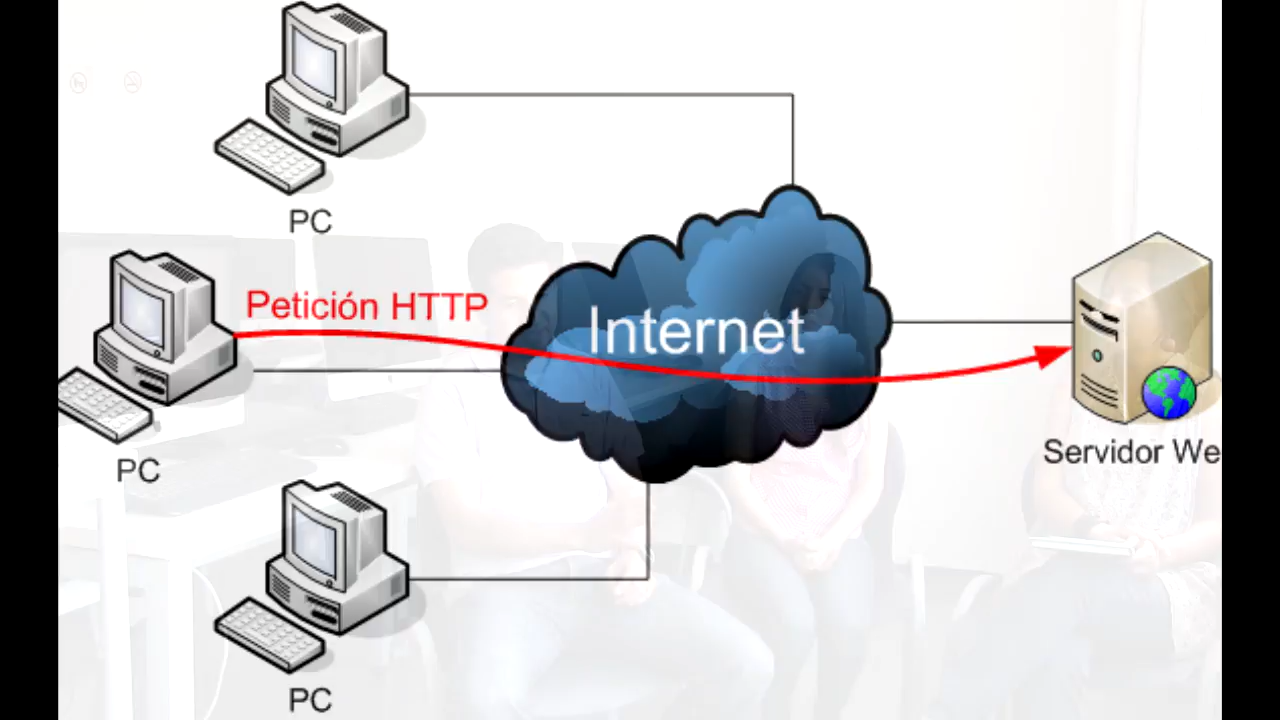 PC
Petición HTTP
Internet
PC
Servidor We
PC